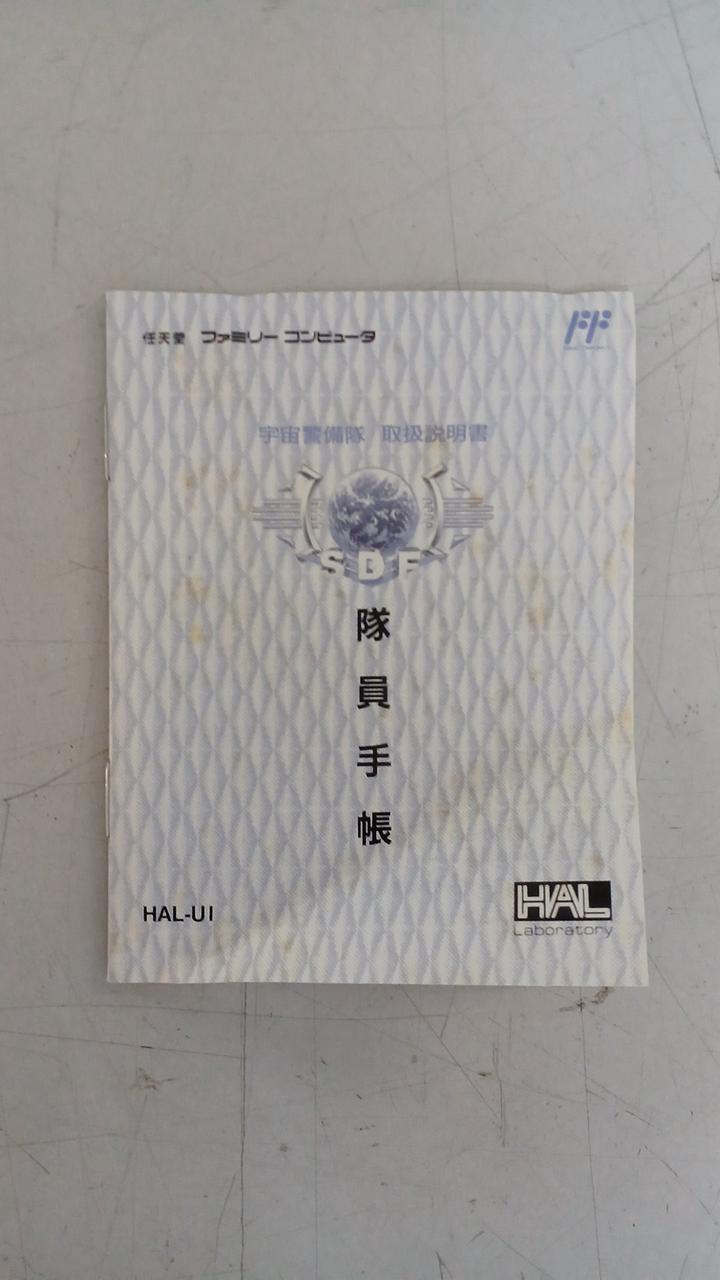 任天堂 ファミリー コンピュータ
宇宙警備隊 取扱説明書
SDF
隊員手帳
HAL-UI
HAL
Laboratory